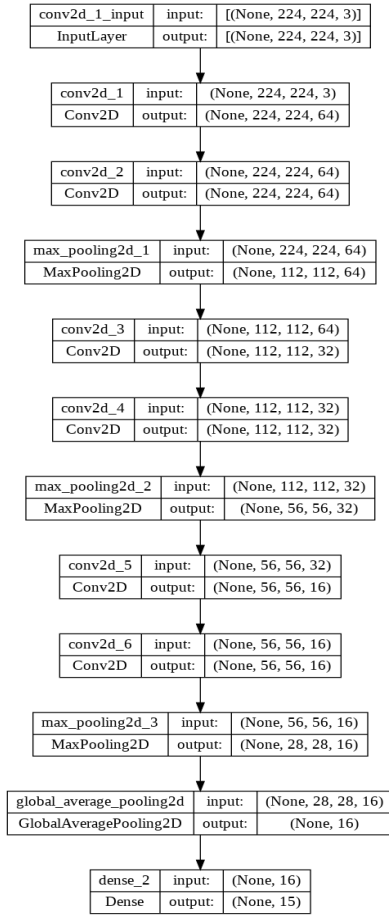 conv2d_1_input input: [(None, 224, 224, 3)]
InputLayer output: [(None, 224, 224, 3)]
conv2d_1 input: (None, 224, 224, 3)
Conv2D output: (None, 224, 224, 64)
conv2d_2 input: (None, 224, 224, 64)
Conv2D output: (None, 224, 224, 64)
max_pooling2d_1 input: (None, 224, 224, 64)
MaxPooling2D output: (None, 112, 112, 64)
conv2d_3 input: (None, 112, 112, 64)
Conv2D output: (None, 112, 112, 32)
conv2d_4 input: (None, 112, 112, 32)
Conv2D output: (None, 112, 112, 32)
max_pooling2d_2 input: (None, 112, 112, 32)
MaxPooling2D output: (None, 56, 56, 32)
conv2d_5 input: (None, 56, 56, 32)
Conv2D output: (None, 56, 56, 16)
conv2d_6 input: (None, 56, 56, 16)
Conv2D output: (None, 56, 56, 16)
max_pooling2d_3 input: (None, 56, 56, 16)
MaxPooling2D output: (None, 28, 28, 16)
global_average_pooling2d input: (None, 28, 28, 16)
GlobalAveragePooling2D output: (None, 16)
dense_2 input: (None, 16)
Dense output: (None, 15)